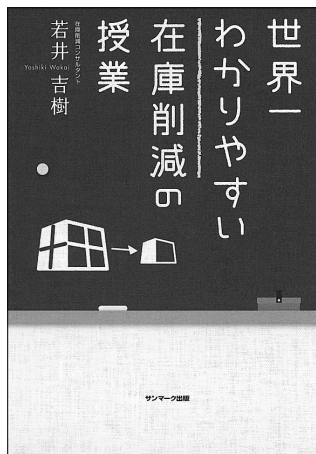 世界一
わかりやすい
在庫削減の
授業
在庫削減コンサルタント
若井吉樹
Yoshiki Wakai
サンマーク出版